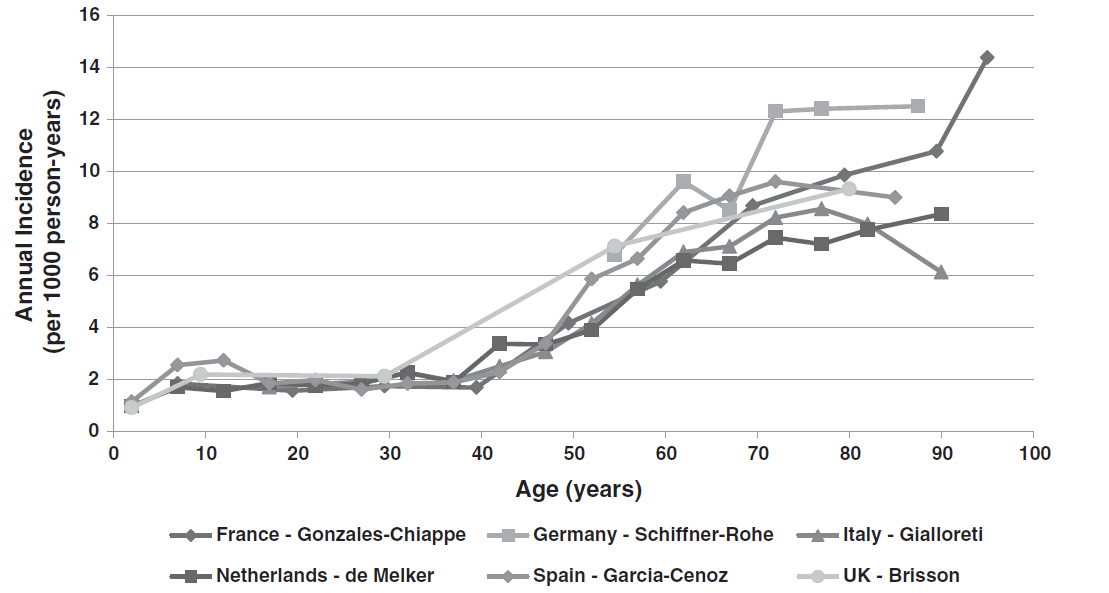 16
14
12
10
8
6
4
2
0
Annual Incidence
(per 1000 person-years)
0 10 20 30 40 50 60 70 80 90 100
Age (years)
France - Gonzales-Chiappe Germany - Schiffner-Rohe Italy - Gialloreti
Netherlands - de Melker Spain - Garcia-Cenoz UK - Brisson